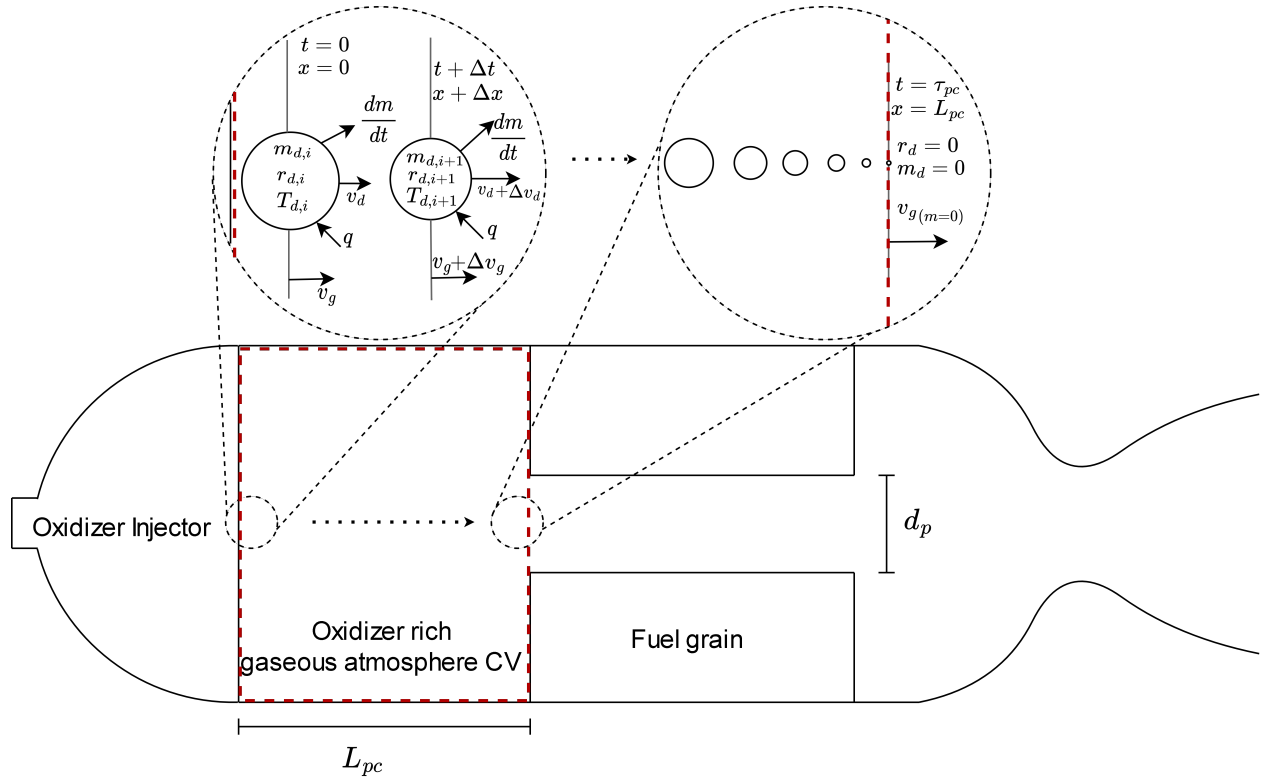 t = 0
x = 0
dm
dt
m_{d,i}
r_{d,i}
T_{d,i}
v_d
q
v_g
t + Δt
x + Δx
dm
dt
m_{d,i+1}
r_{d,i+1}
T_{d,i+1}
v_d+Δv_d
q
v_g+Δv_g
t = τ_{pc}
x = L_{pc}
r_d = 0
m_d = 0
v_{g(m=0)}
Oxidizer Injector
d_p
Oxidizer rich
gaseous atmosphere CV
Fuel grain
L_{pc}